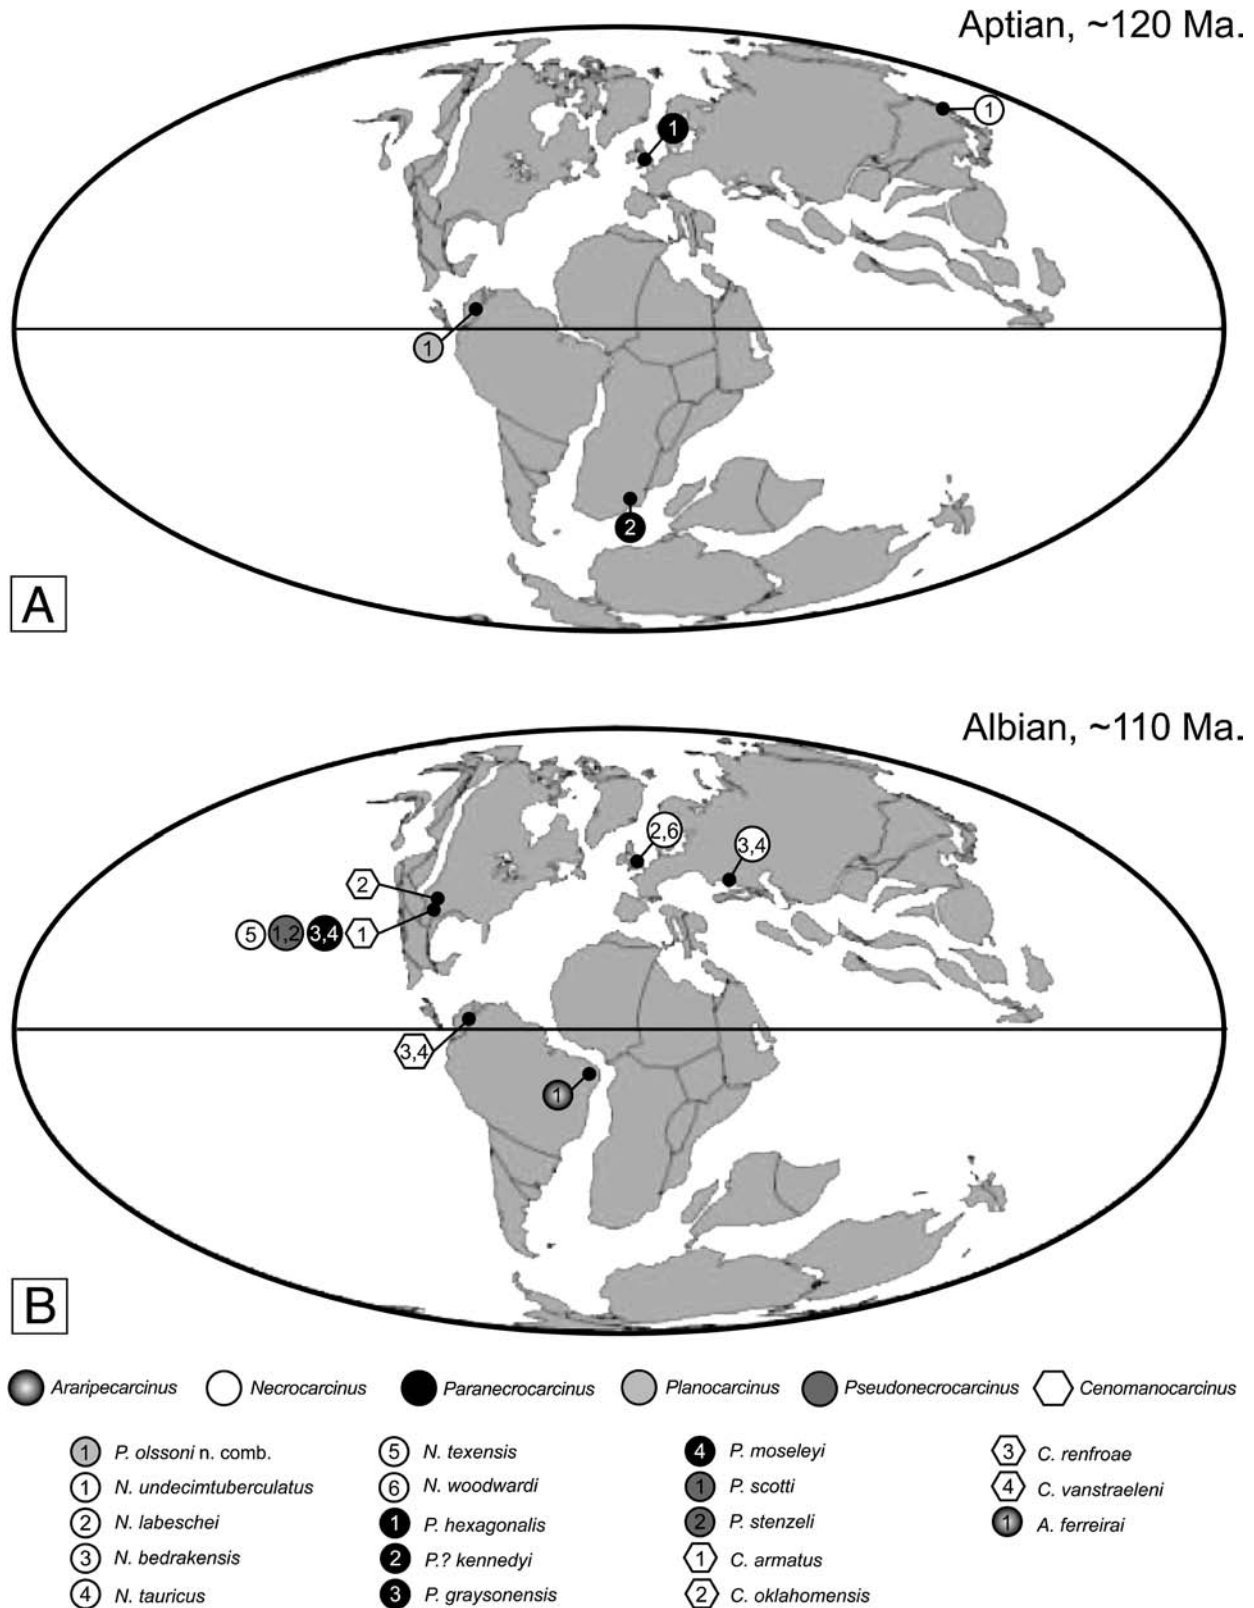 Aptian, ~120 Ma.
1
1
1
2
A
Albian, ~110 Ma.
2,6
3,4
2
5 1,2 3,4 1
3,4
1
B
Araripecarcinus Necrocarcinus Paranecrocarcinus Planocarcinus Pseudonecrocarcinus Cenomanocarcinus
1 P. olssoni n. comb.
1 N. undecimtuberculatus
2 N. labeschei
3 N. bedrakensis
4 N. tauricus
5 N. texensis
6 N. woodwardi
1 P. hexagonalis
2 P.? kennedyi
3 P. graysonensis
4 P. moseleyi
1 P. scotti
2 P. stenzeli
1 C. armatus
2 C. oklahomensis
3 C. renfroae
4 C. vanstraeleni
1 A. ferreirai